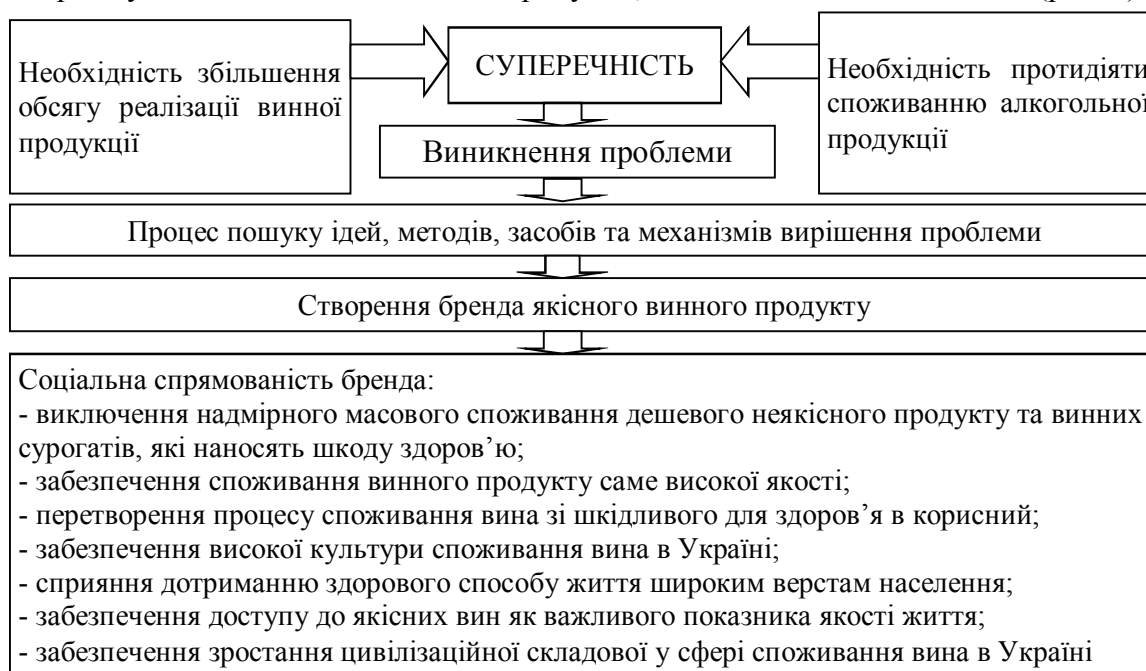 Необхідність збільшення
обсягу реалізації винної
продукції
СУПЕРЕЧНІСТЬ
Необхідність протидіяти
споживанню алкогольної
продукції
Виникнення проблеми
Процес пошуку ідей, методів, засобів та механізмів вирішення проблеми
Створення бренда якісного винного продукту
Соціальна спрямованість бренда:
- виключення надмірного масового споживання дешевого неякісного продукту та винних
сурогатів, які наносять шкоду здоров’ю;
- забезпечення споживання винного продукту саме високої якості;
- перетворення процесу споживання вина зі шкідливого для здоров’я в корисний;
- забезпечення високої культури споживання вина в Україні;
- сприяння дотриманню здорового способу життя широким верстам населення;
- забезпечення доступу до якісних вин як важливого показника якості життя;
- забезпечення зростання цивілізаційної складової у сфері споживання вина в Україні